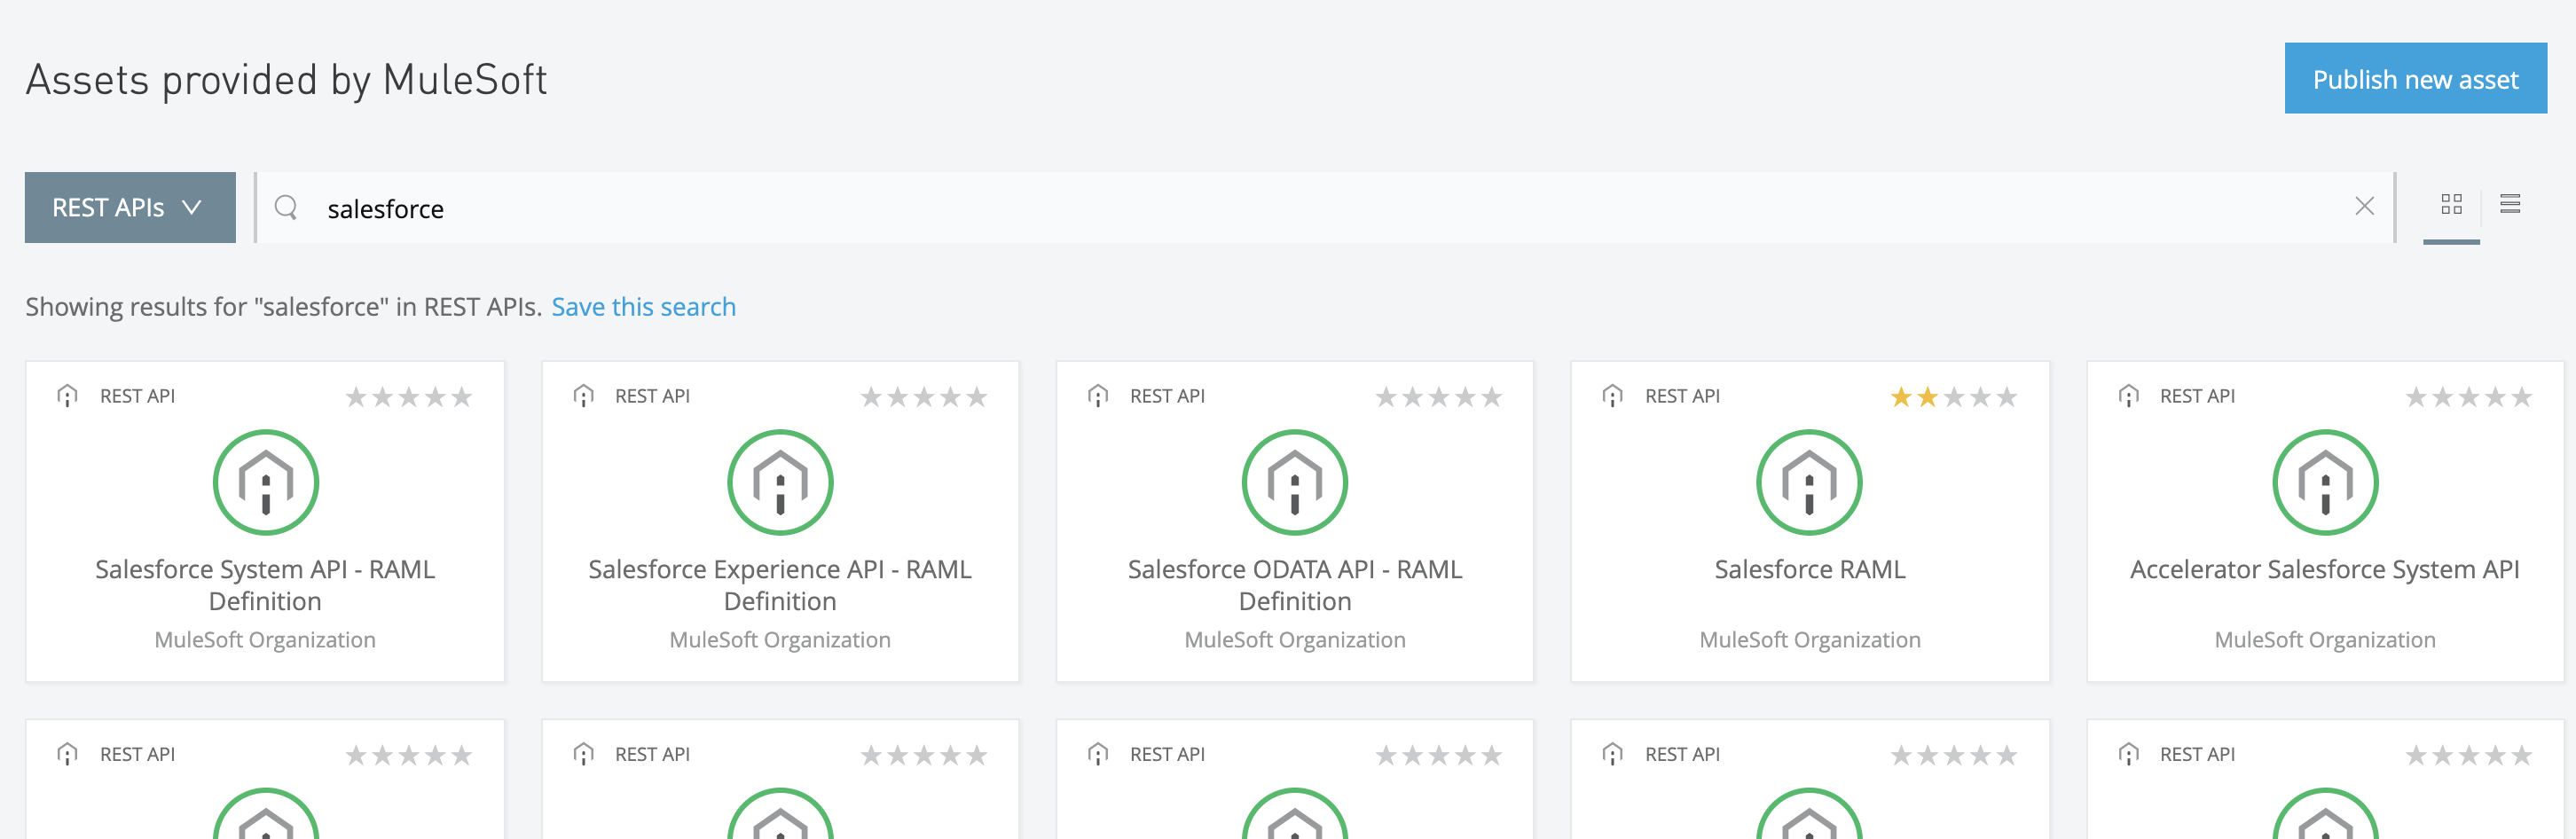 Assets provided by MuleSoft
Publish new asset
REST APIs
salesforce
Showing results for "salesforce" in REST APIs. Save this search
REST API
REST API
REST API
REST API
REST API
Salesforce System API - RAML
Definition
MuleSoft Organization
Salesforce Experience API - RAML
Definition
MuleSoft Organization
Salesforce ODATA API - RAML
Definition
MuleSoft Organization
Salesforce RAML
MuleSoft Organization
Accelerator Salesforce System API
MuleSoft Organization
REST API
REST API
REST API
REST API
REST API